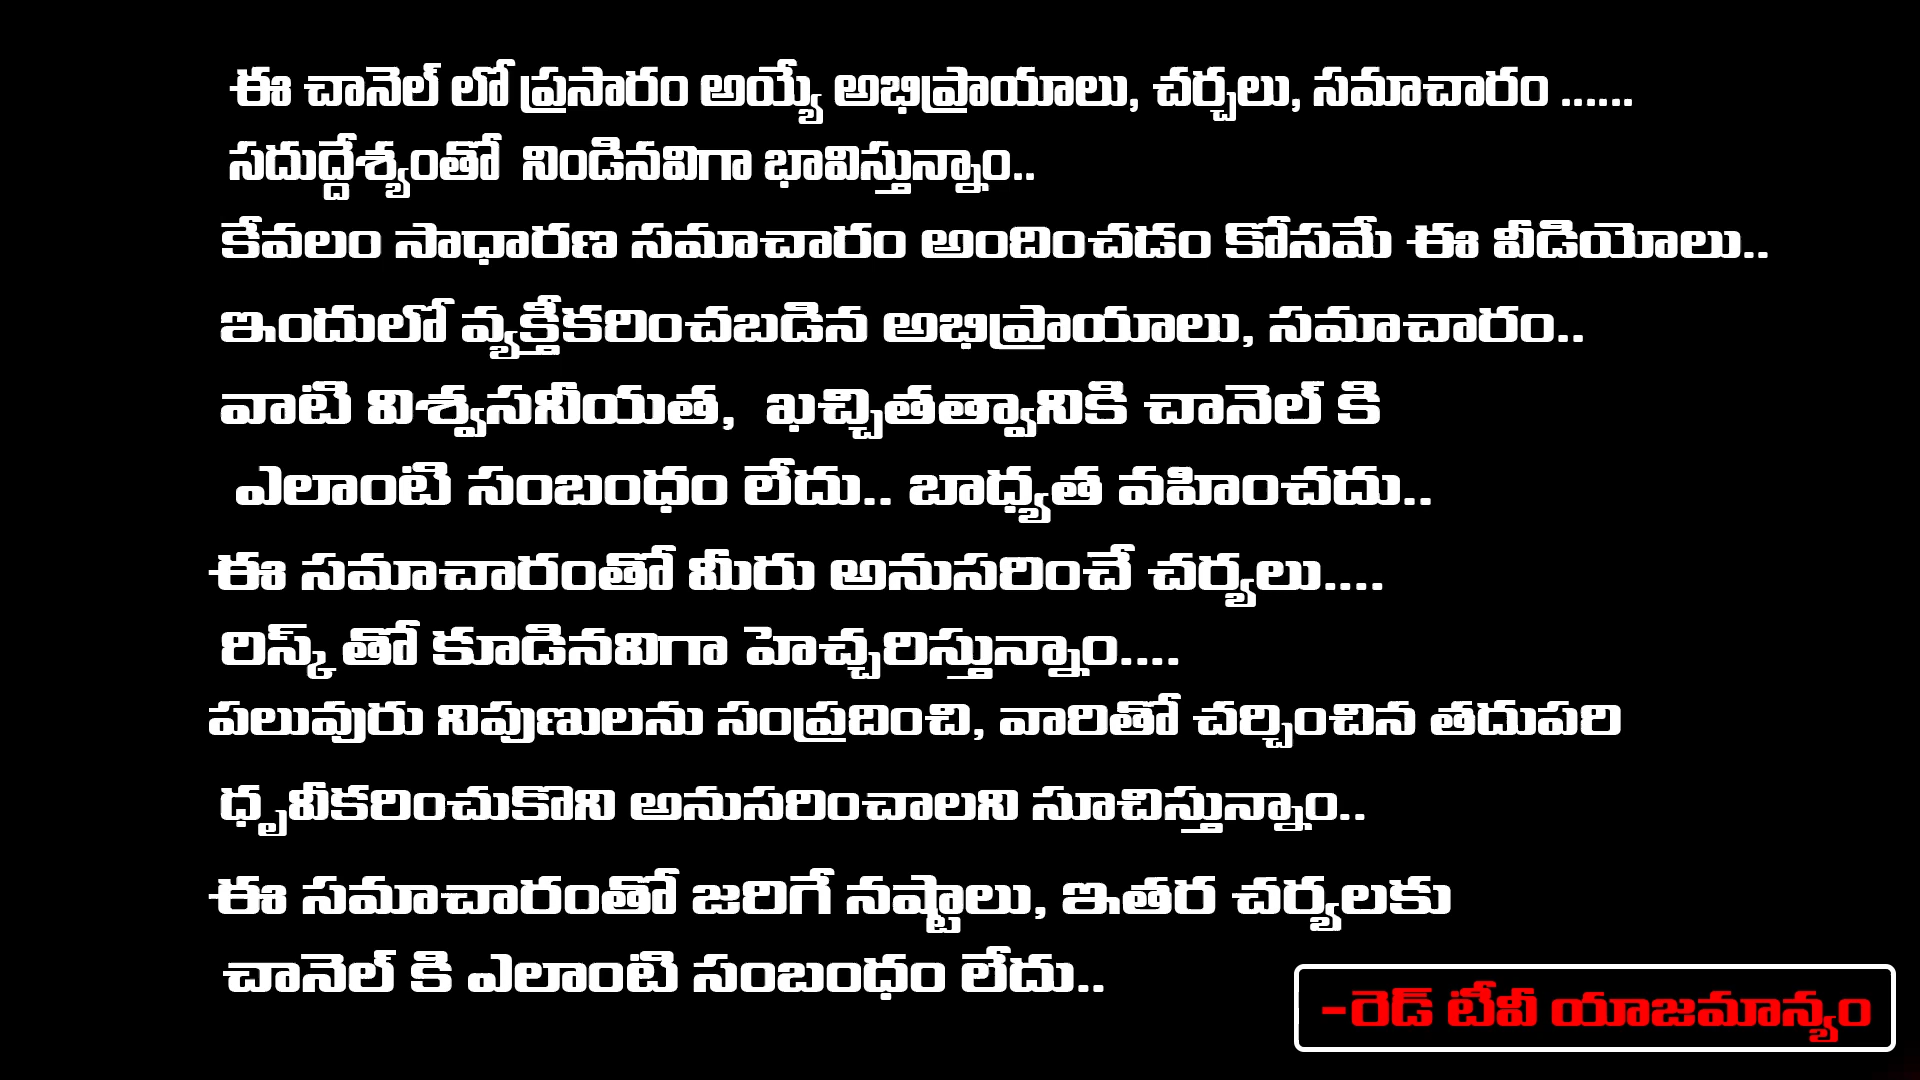 ఈ చానెల్ లో ప్రసారం అయ్యే అభిప్రాయాలు, చర్చలు, సమాచారం ......
సదుద్దేశ్యంతో నిండినవిగా భావిస్తున్నాం..
కేవలం సాధారణ సమాచారం అందించడం కోసమే ఈ వీడియోలు..
ఇందులో వ్యక్తీకరించబడిన అభిప్రాయాలు, సమాచారం..
వాటి విశ్వసనీయత, ఖచ్చితత్వానికి చానెల్ కి
ఎలాంటి సంబంధం లేదు.. బాధ్యత వహించదు..
ఈ సమాచారంతో మీరు అనుసరించే చర్యలు....
రిస్క్ తో కూడినవిగా హెచ్చరిస్తున్నాం....
పలువురు నిపుణులను సంప్రదించి, వారితో చర్చించిన తదుపరి
ధృవీకరించుకొని అనుసరించాలని సూచిస్తున్నాం..
ఈ సమాచారంతో జరిగే నష్టాలు, ఇతర చర్యలకు
చానెల్ కి ఎలాంటి సంబంధం లేదు..
-రెడ్ టీవీ యాజమాన్యం